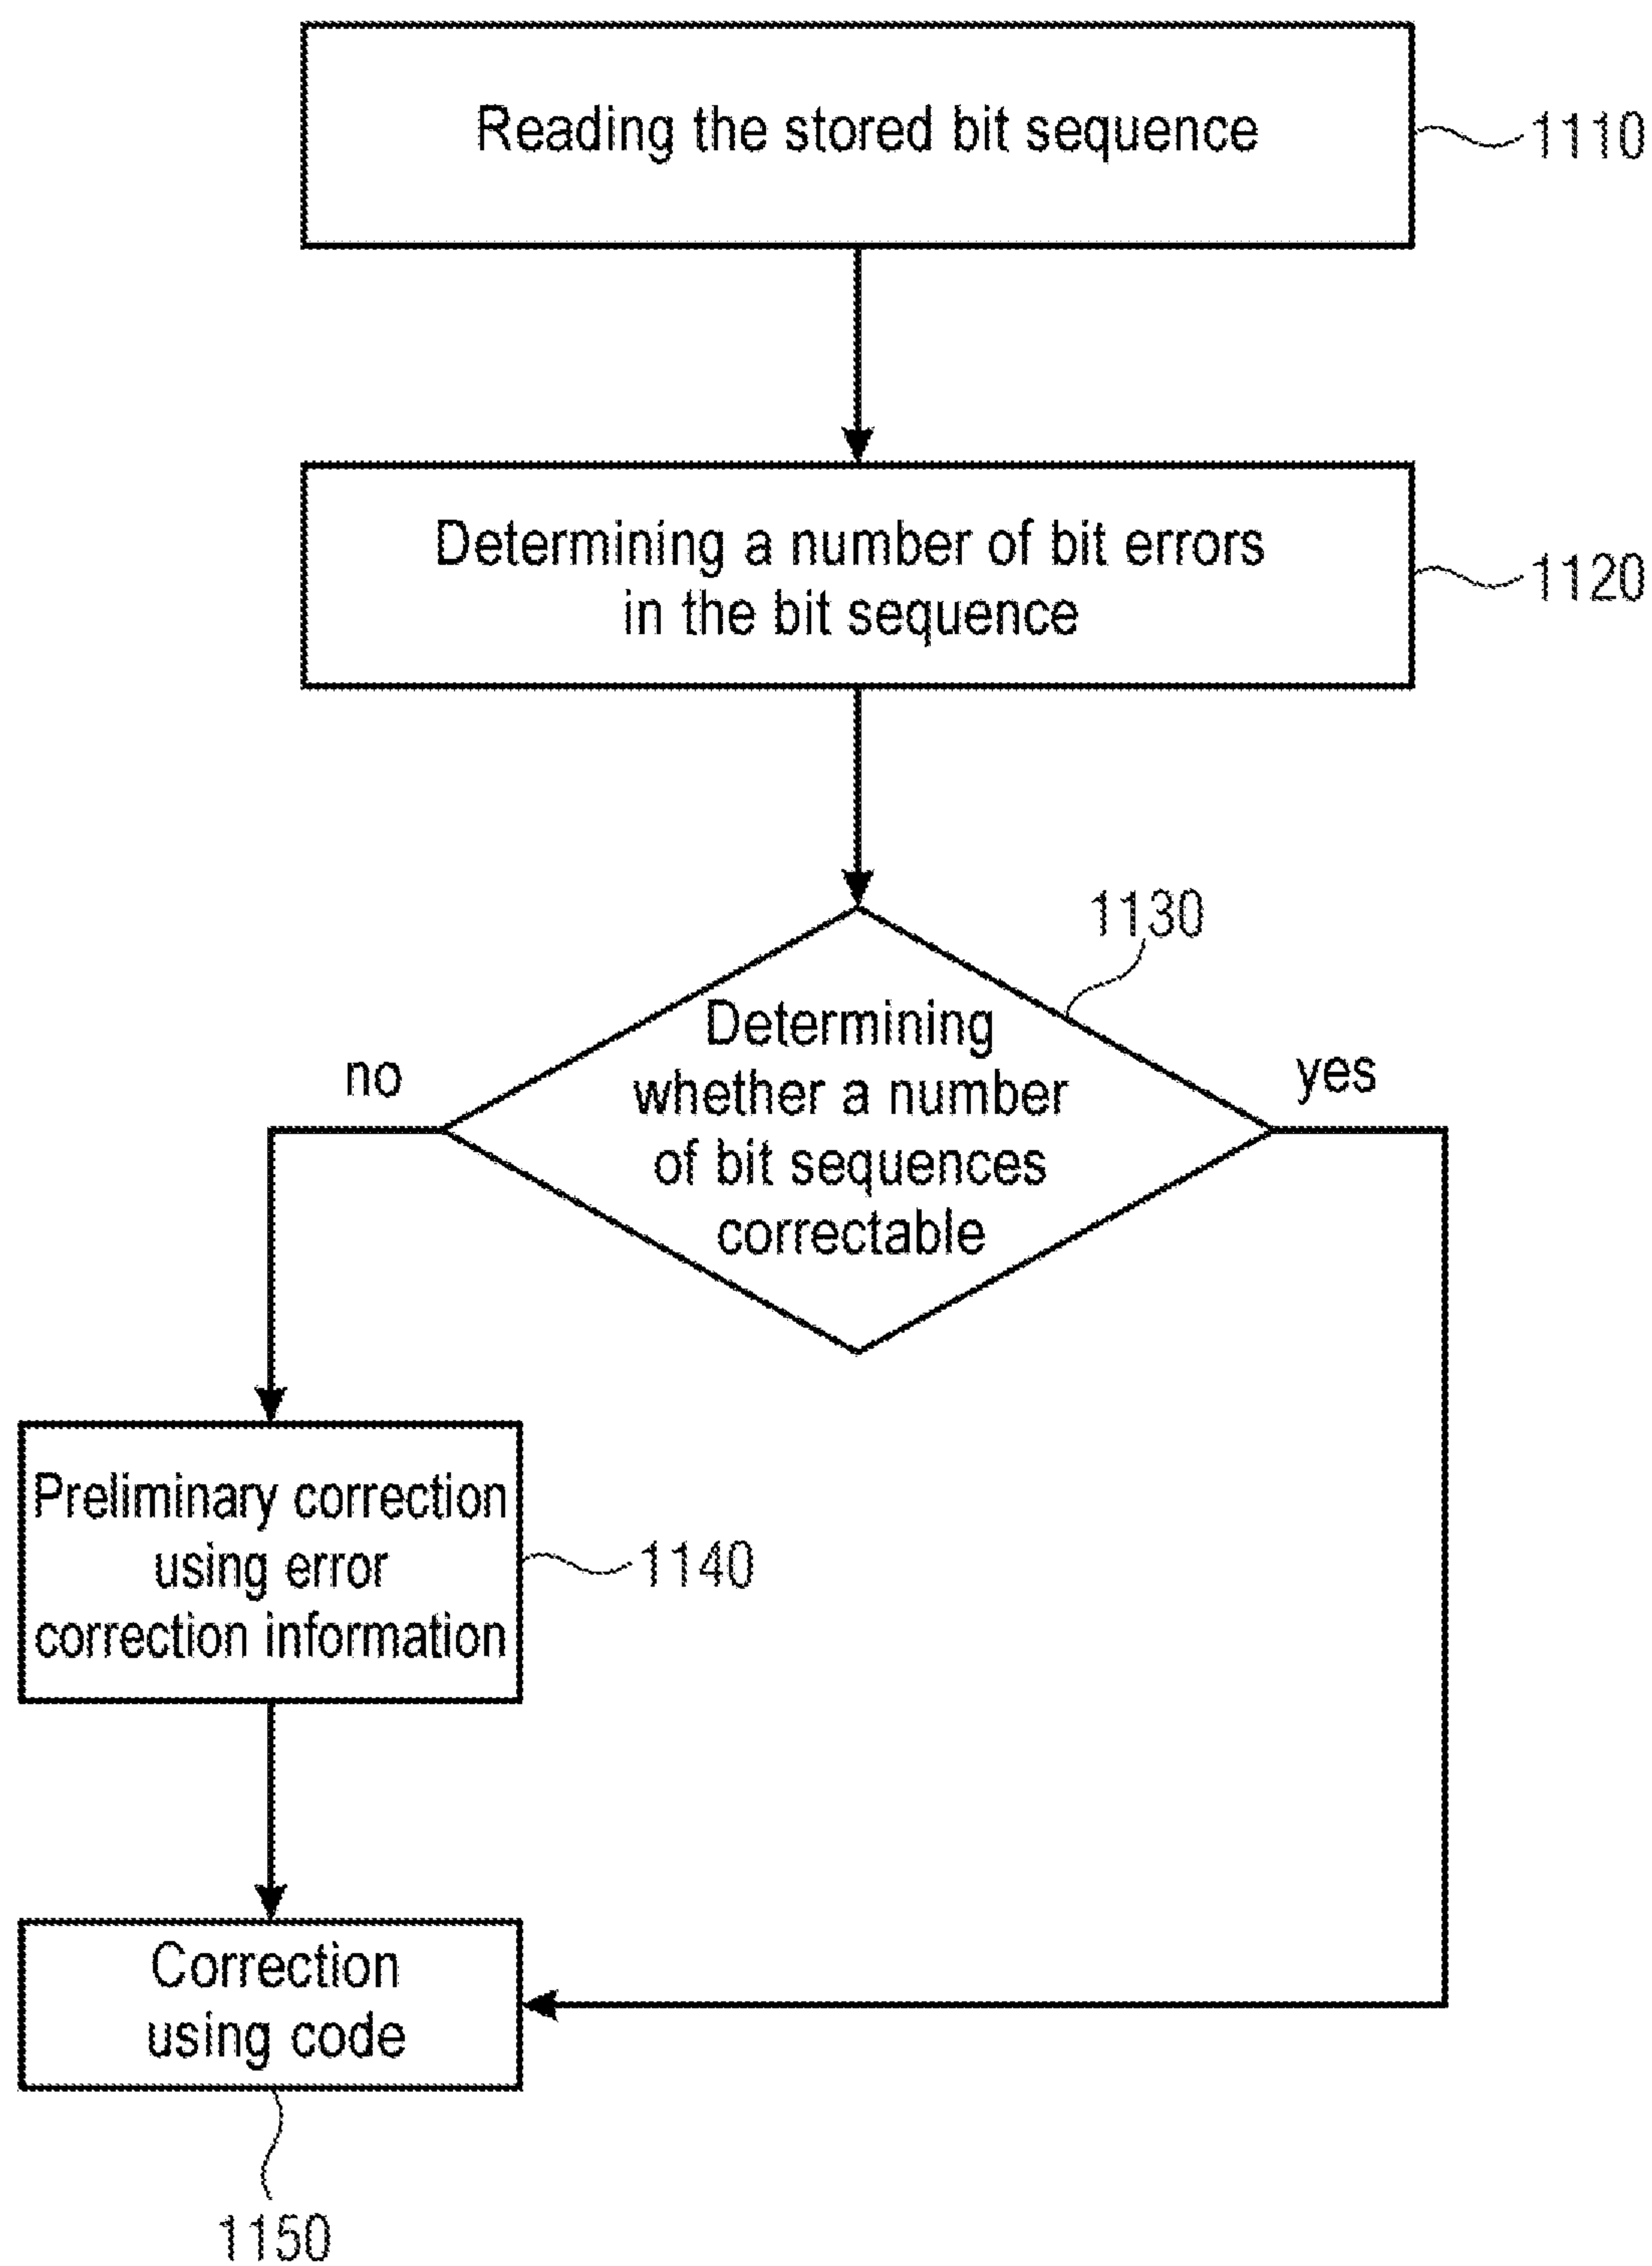 Reading the stored bit sequence
1110
Determining a number of bit errors
in the bit sequence
1120
1130
Determining
whether a number
of bit sequences
correctable
no
yes
Preliminary correction
using error
correction information
1140
Correction
using code
1150